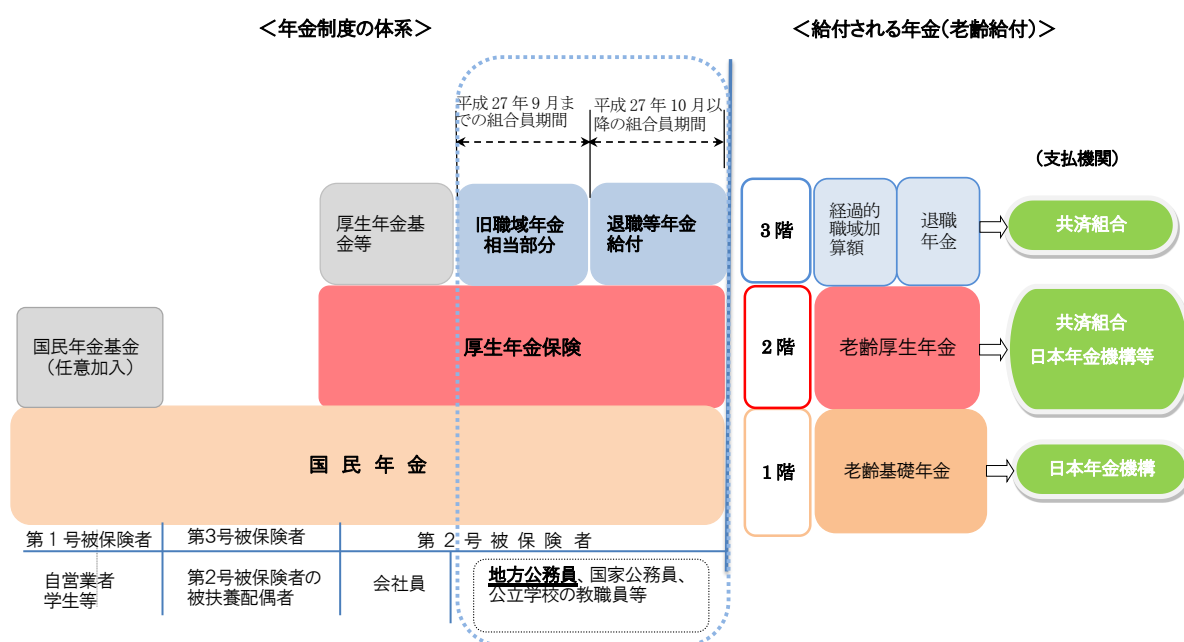 ＜年金制度の体系＞
＜給付される年金（老齢給付）＞
平成 27 年 9 月ま
での組合員期間
平成 27 年 10 月以
降の組合員期間
（支払機関）
厚生年金基
金等
旧職域年金
相当部分
退職等年金
給付
3 階
経過的
職域加
算額
退職
年金
共済組合
国民年金基金
（任意加入）
厚生年金保険
2 階
老齢厚生年金
共済組合
日本年金機構等
国 民 年 金
1 階
老齢基礎年金
日本年金機構
第１号被保険者
第3号被保険者
第 2 号 被 保 険 者
自営業者
学生等
第2号被保険者の
被扶養配偶者
会社員
地方公務員、国家公務員、
公立学校の教職員等